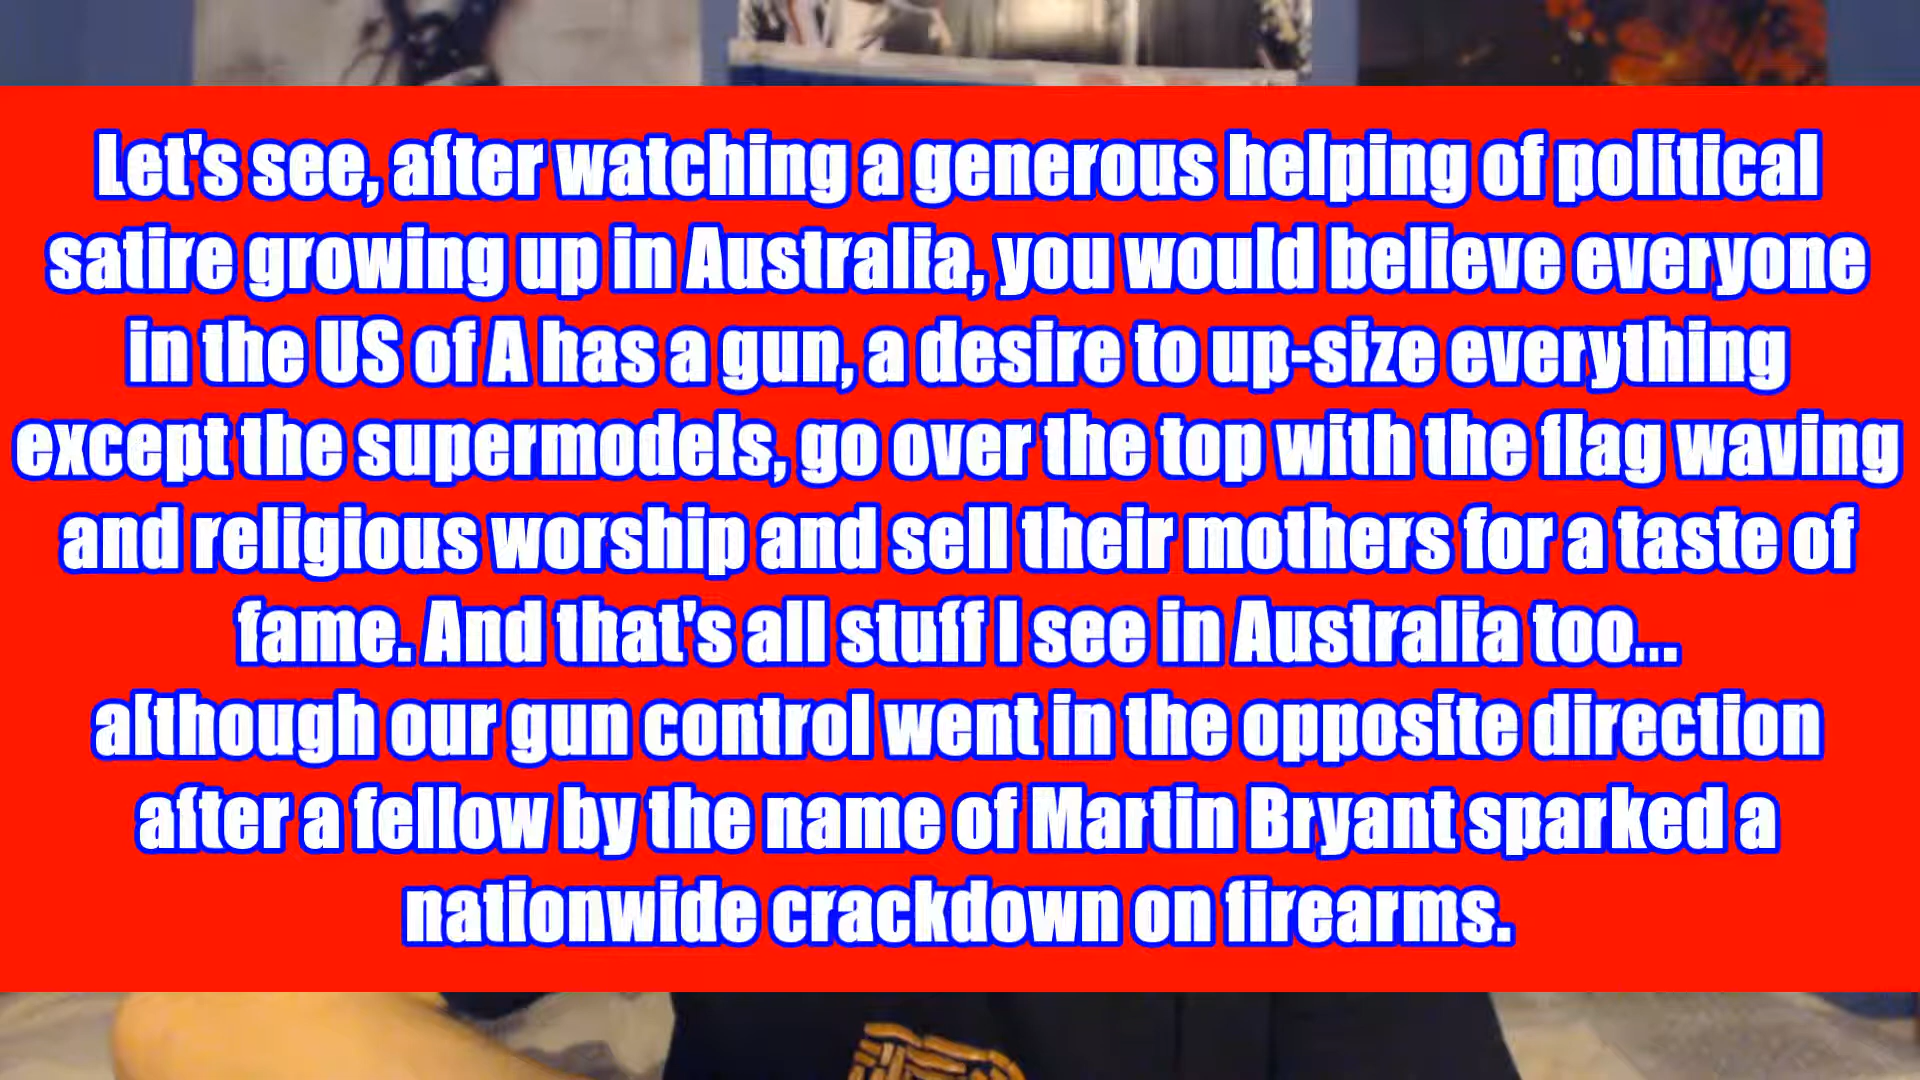 Let's see, after watching a generous helping of political
satire growing up in Australia, you would believe everyone
in the US of A has a gun, a desire to up-size everything
except the supermodels, go over the top with the flag waving
and religious worship and sell their mothers for a taste of
fame. And that's all stuff I see in Australia too...
although our gun control went in the opposite direction
after a fellow by the name of Martin Bryant sparked a
nationwide crackdown on firearms.